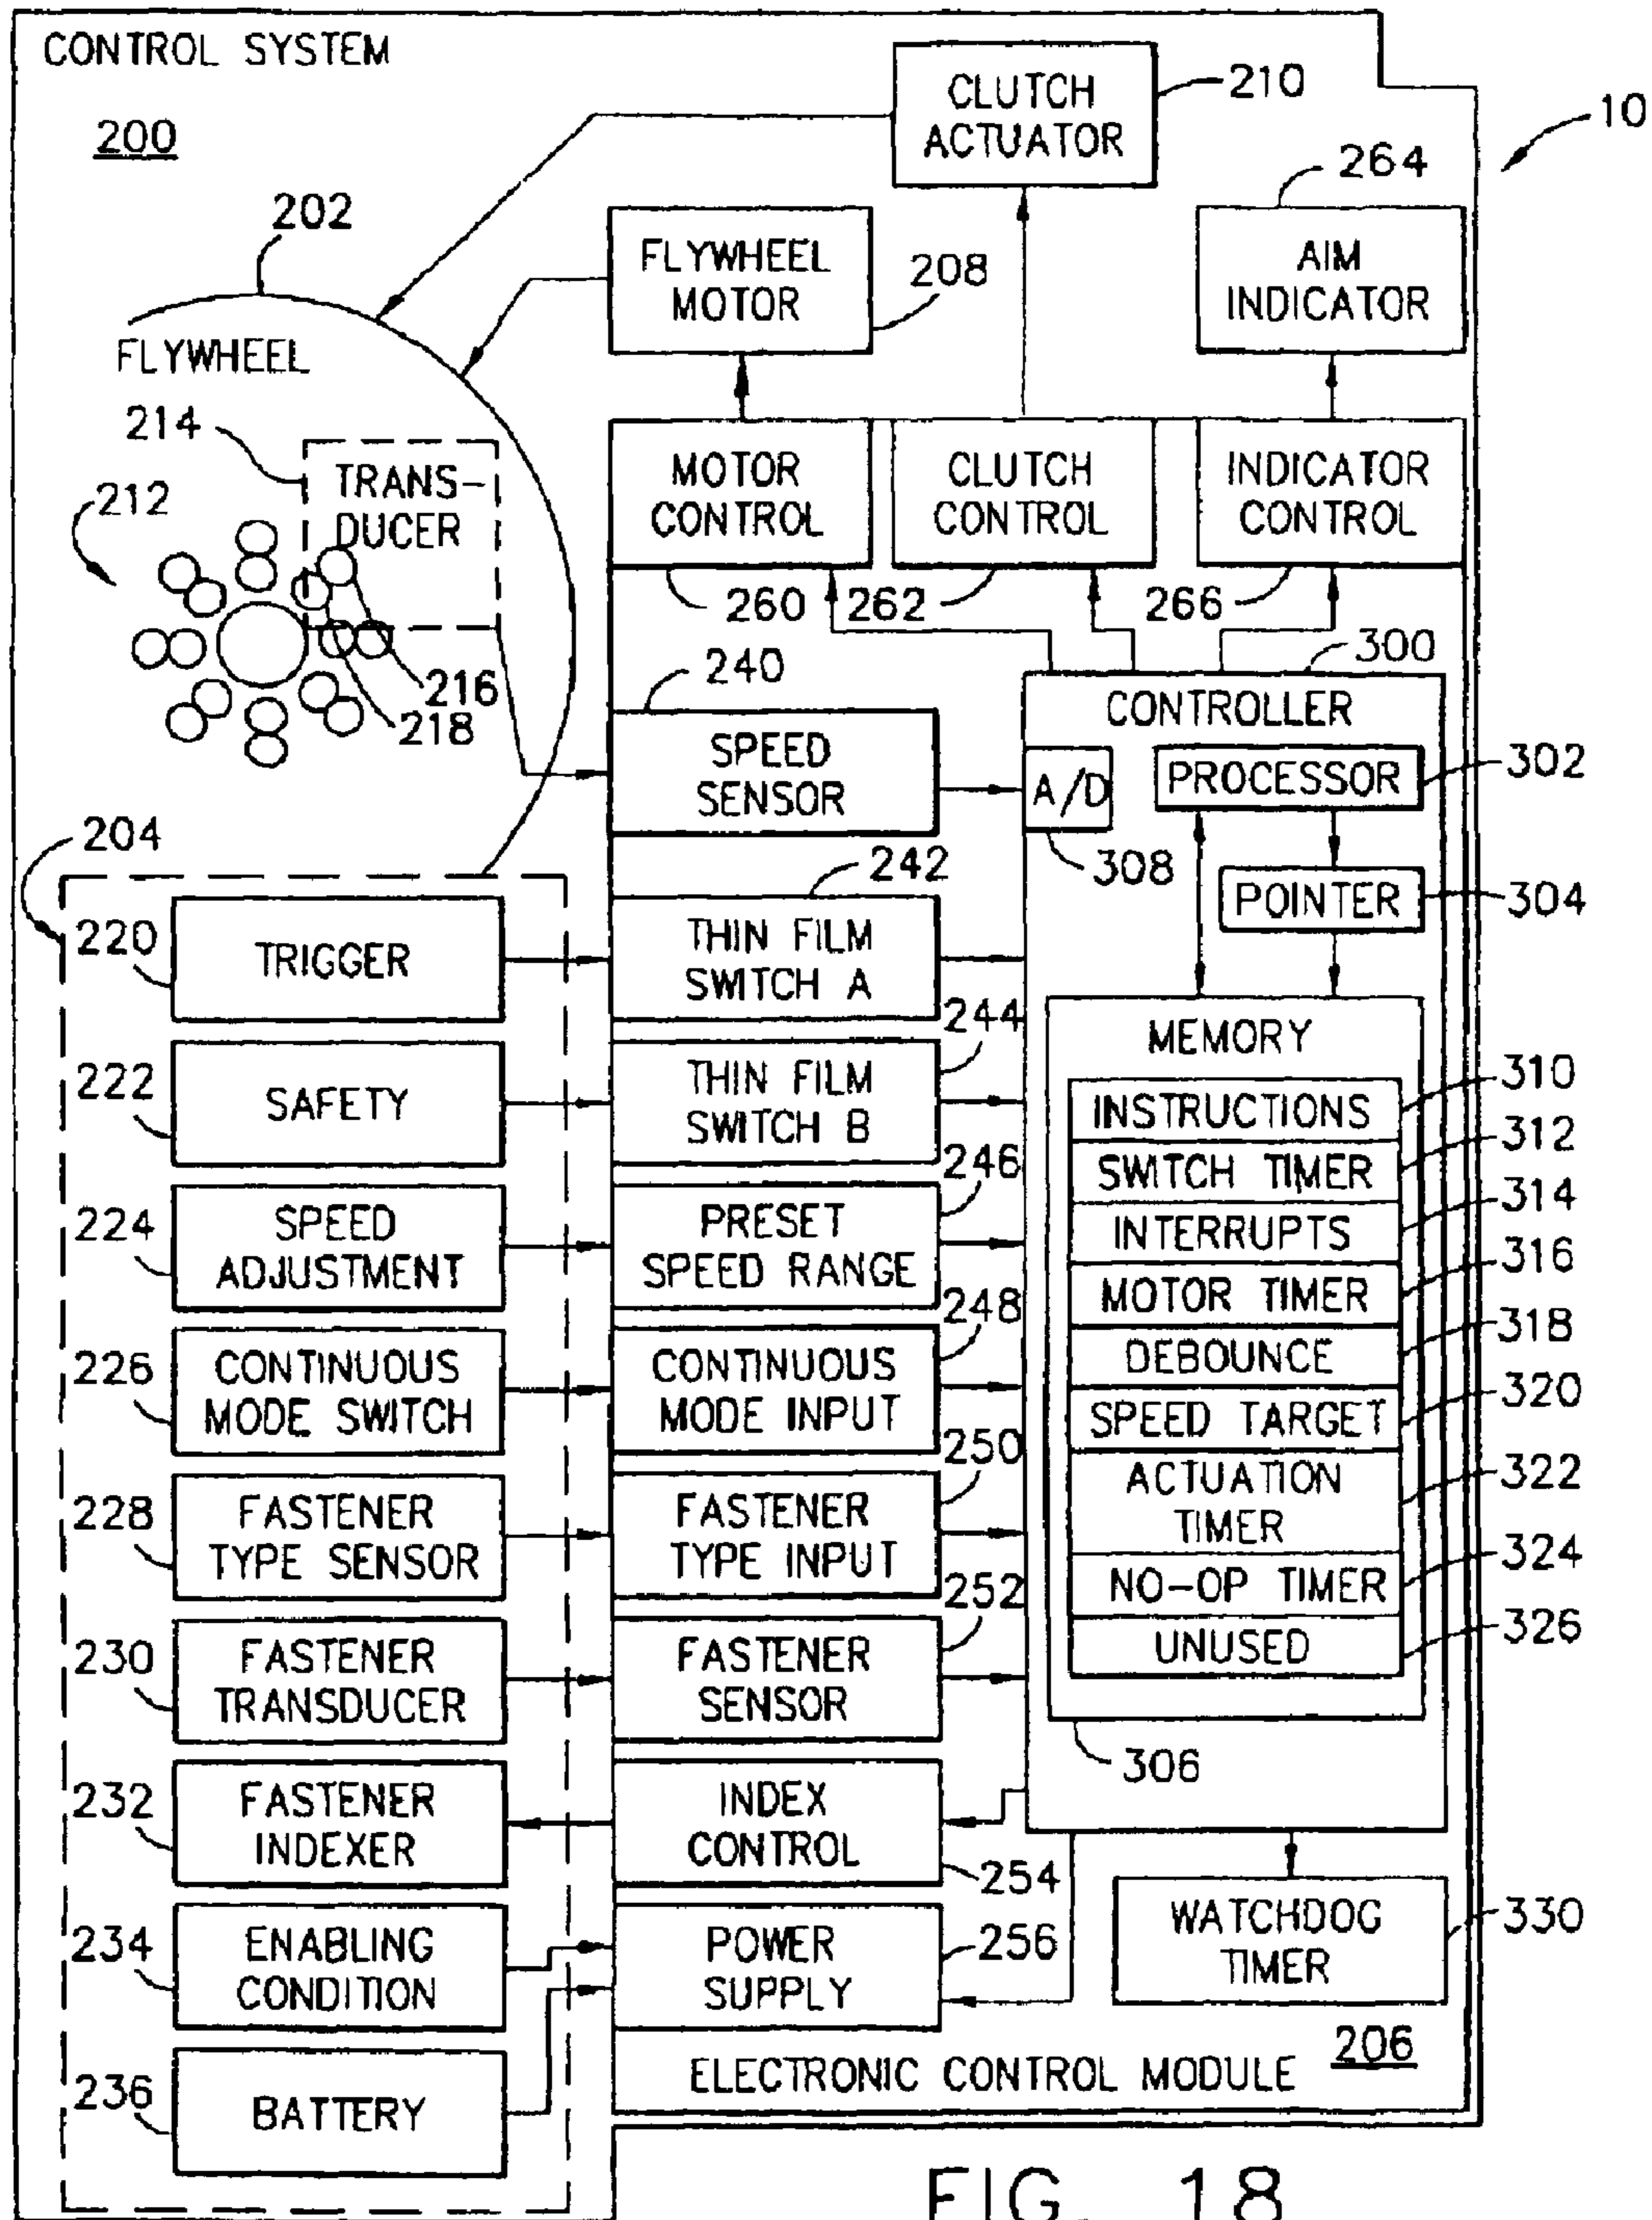 CONTROL SYSTEM
200
CLUTCH
ACTUATOR
210
10
264
202
FLYWHEEL
MOTOR
208
AIM
INDICATOR
FLYWHEEL
214
TRANS-
DUCER
212
216
218
MOTOR
CONTROL
CLUTCH
CONTROL
INDICATOR
CONTROL
260
262
266
300
240
SPEED
SENSOR
CONTROLLER
A/D
308
PROCESSOR
302
POINTER
304
204
220
TRIGGER
242
THIN FILM
SWITCH A
222
SAFETY
244
THIN FILM
SWITCH B
224
SPEED
ADJUSTMENT
246
PRESET
SPEED RANGE
226
CONTINUOUS
MODE SWITCH
248
CONTINUOUS
MODE INPUT
228
FASTENER
TYPE SENSOR
250
FASTENER
TYPE INPUT
230
FASTENER
TRANSDUCER
252
FASTENER
SENSOR
232
FASTENER
INDEXER
INDEX
CONTROL
254
234
ENABLING
CONDITION
POWER
SUPPLY
256
236
BATTERY
MEMORY
INSTRUCTIONS
310
SWITCH TIMER
312
INTERRUPTS
314
MOTOR TIMER
316
DEBOUNCE
318
SPEED TARGET
320
ACTUATION
TIMER
322
NO-OP TIMER
324
UNUSED
326
306
WATCHDOG
TIMER
330
206
ELECTRONIC CONTROL MODULE
FIG. 18